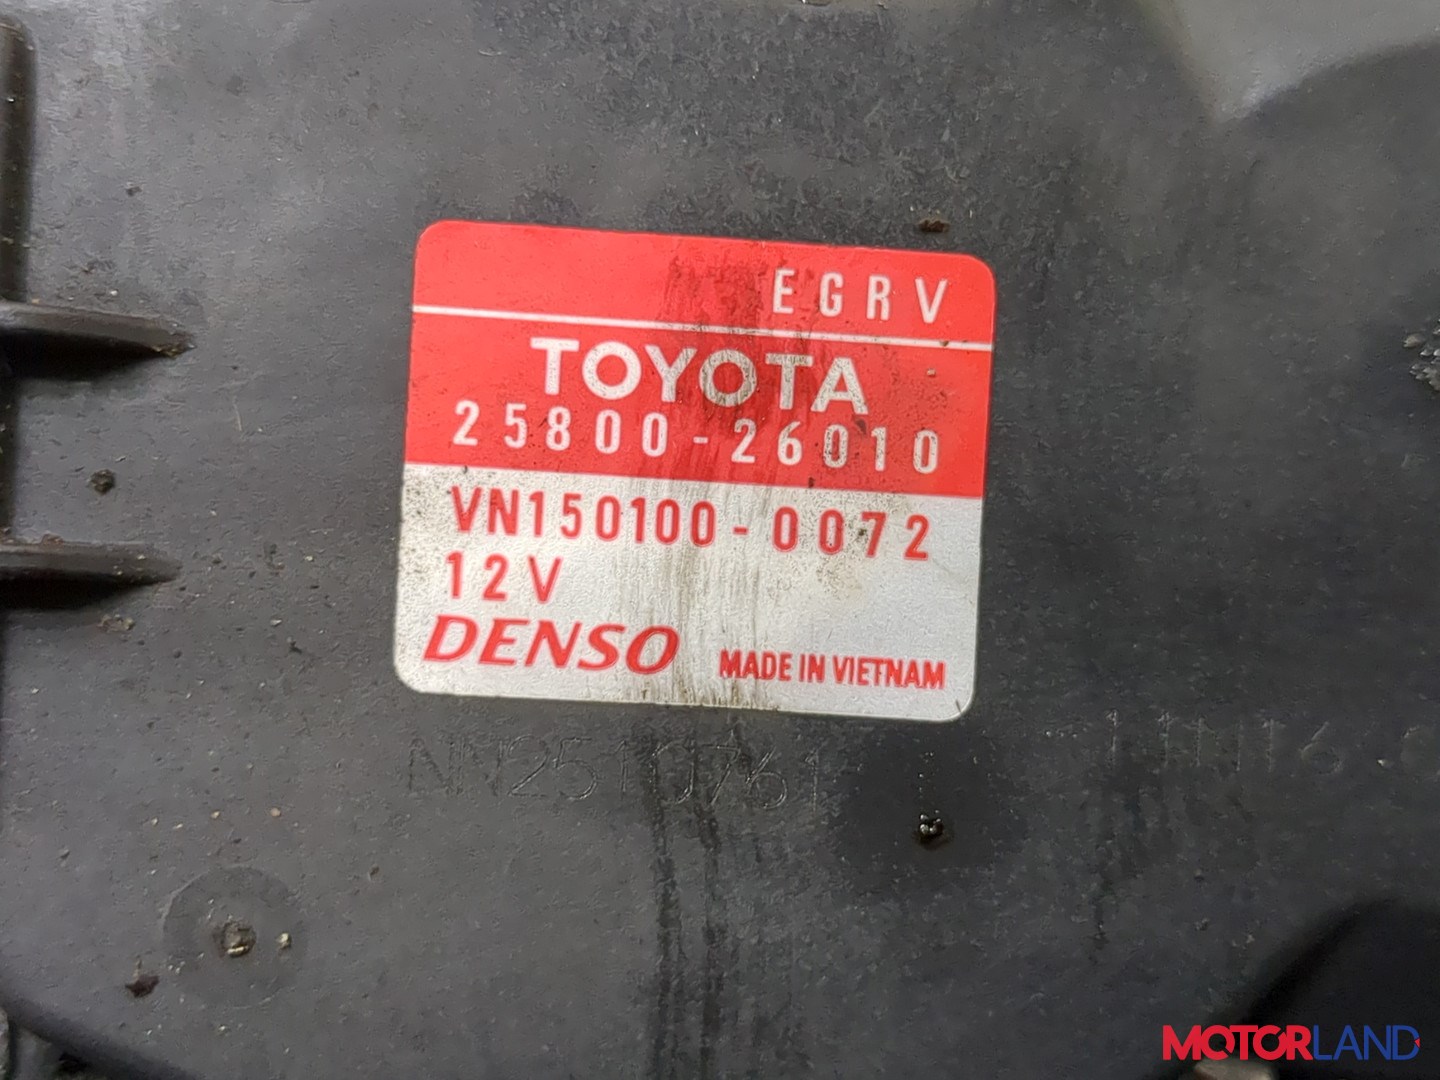 EGRV
TOYOTA
25800-26010
VN150100-0072
12V
DENSO MADE IN VIETNAM
MOTORLAND